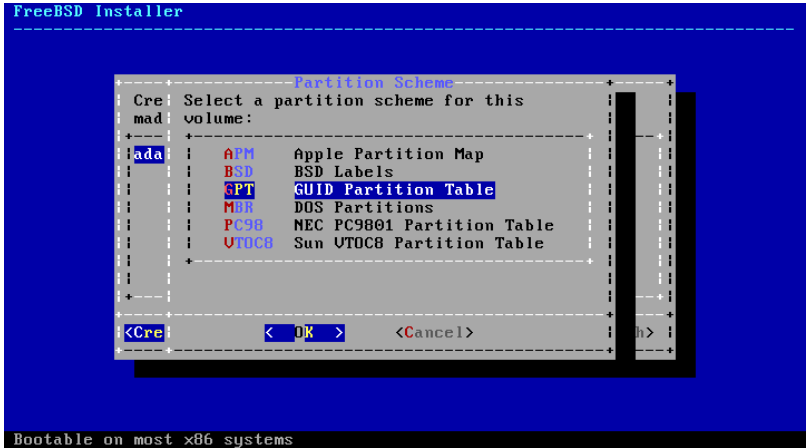 FreeBSD Installer
Partition Scheme
Cre Select a partition scheme for this
mad volume:
ada APM Apple Partition Map
BSD BSD Labels
GPT GUID Partition Table
MBR DOS Partitions
PC98 NEC PC9801 Partition Table
VTOC8 Sun VTOC8 Partition Table
<Cre < OK > <Cancel> h>
Bootable on most x86 systems